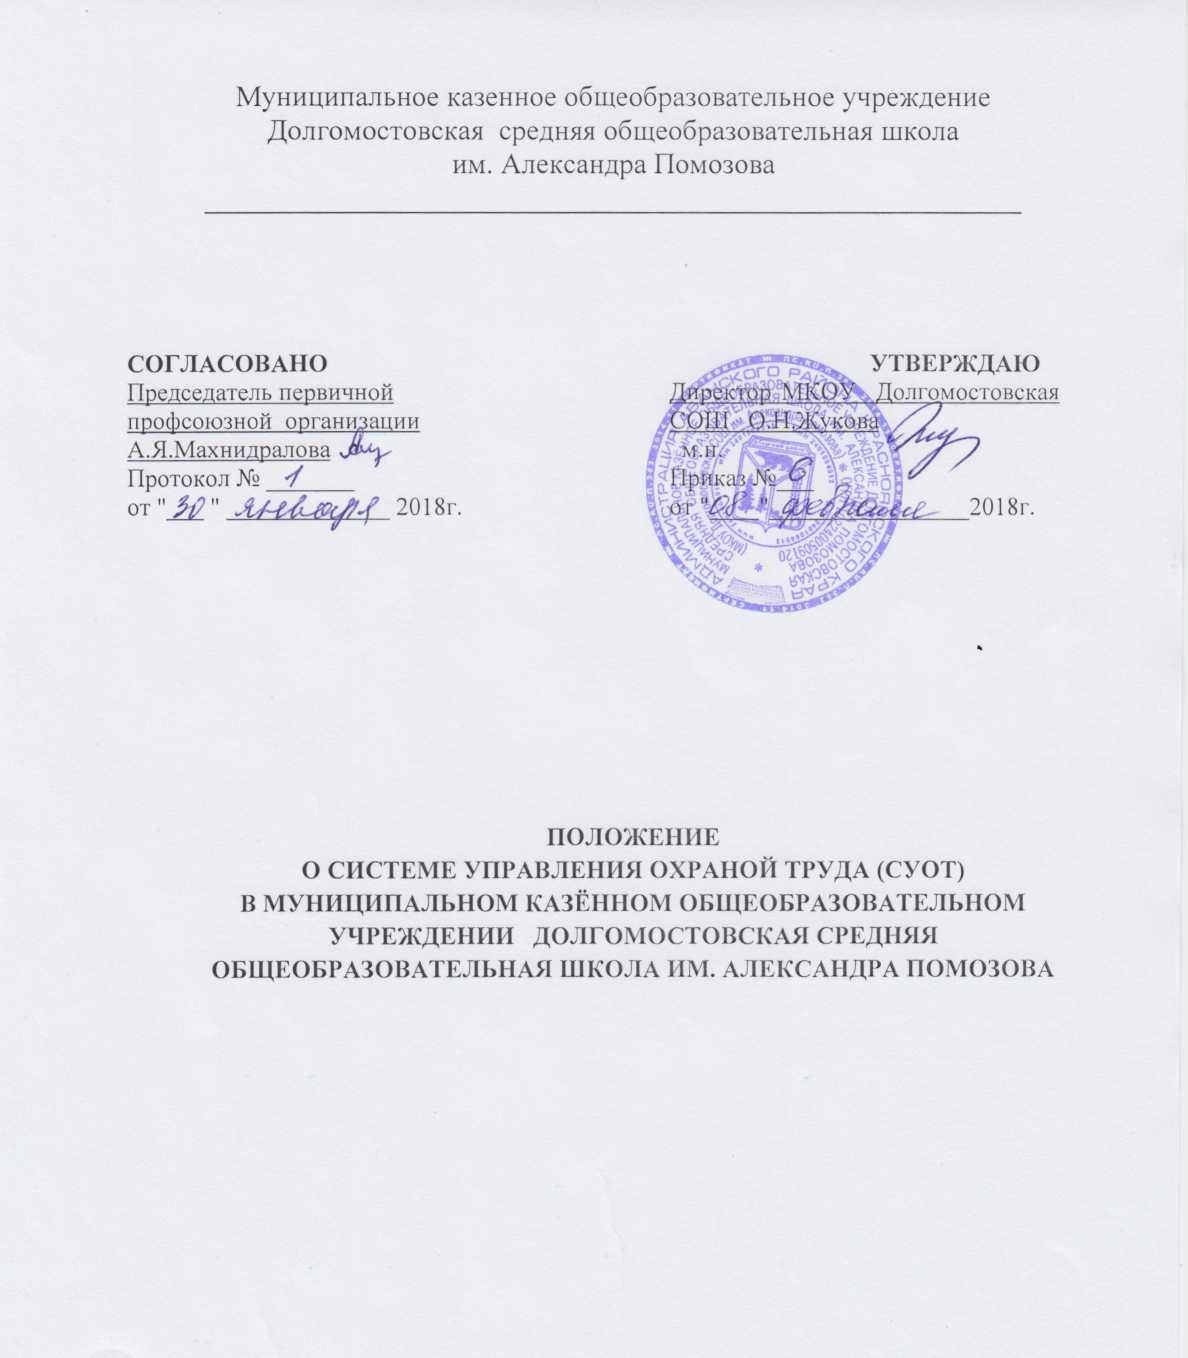 Муниципальное казенное общеобразовательное учреждение
Долгомостовская средняя общеобразовательная школа
им. Александра Помозова
СОГЛАСОВАНО
Председатель первичной
профсоюзной организации
А.Я.Махнидралова
Протокол № 1
от "30" января 2018г.
УТВЕРЖДАЮ
Директор МКОУ Долгомостовская
СОШ О.Н.Жукова
м.п.
Приказ № 6
от "08" февраля 2018г.
ПОЛОЖЕНИЕ
О СИСТЕМЕ УПРАВЛЕНИЯ ОХРАНОЙ ТРУДА (СУОТ)
В МУНИЦИПАЛЬНОМ КАЗЁННОМ ОБЩЕОБРАЗОВАТЕЛЬНОМ
УЧРЕЖДЕНИИ ДОЛГОМОСТОВСКАЯ СРЕДНЯЯ
ОБЩЕОБРАЗОВАТЕЛЬНАЯ ШКОЛА ИМ. АЛЕКСАНДРА ПОМОЗОВА